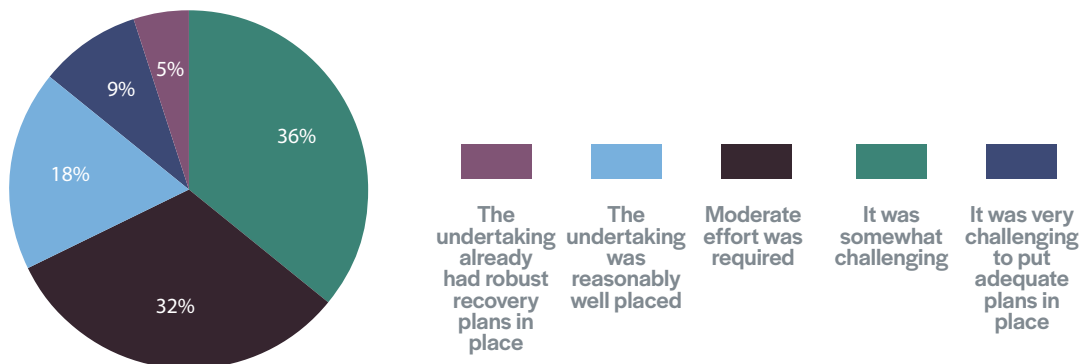 5%
9%
36%
18%
32%
The
undertaking
already
had robust
recovery
plans in
place
The
undertaking
was
reasonably
well placed
Moderate
effort was
required
It was
somewhat
challenging
It was very
challenging
to put
adequate
plans in
place